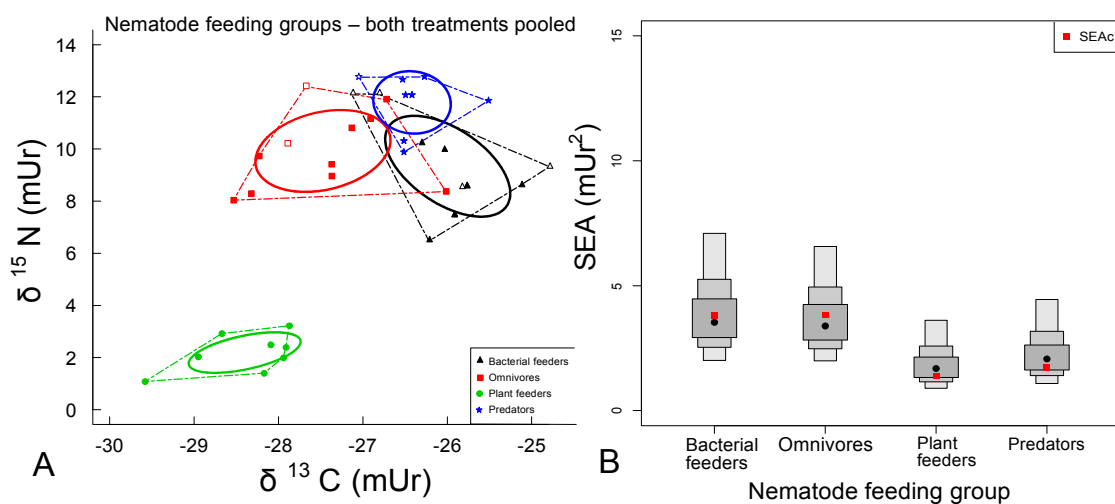 Nematode feeding groups – both treatments pooled
14
12
10
8
6
4
2
0
δ 15 N (mUr)
-30
-29
-28
-27
-26
-25
δ 13 C (mUr)
Bacterial feeders
Omnivores
Plant feeders
Predators
A
SEAc
15
10
5
0
SEA (mUr2)
Bacterial feeders
Omnivores
Plant feeders
Predators
Nematode feeding group
B